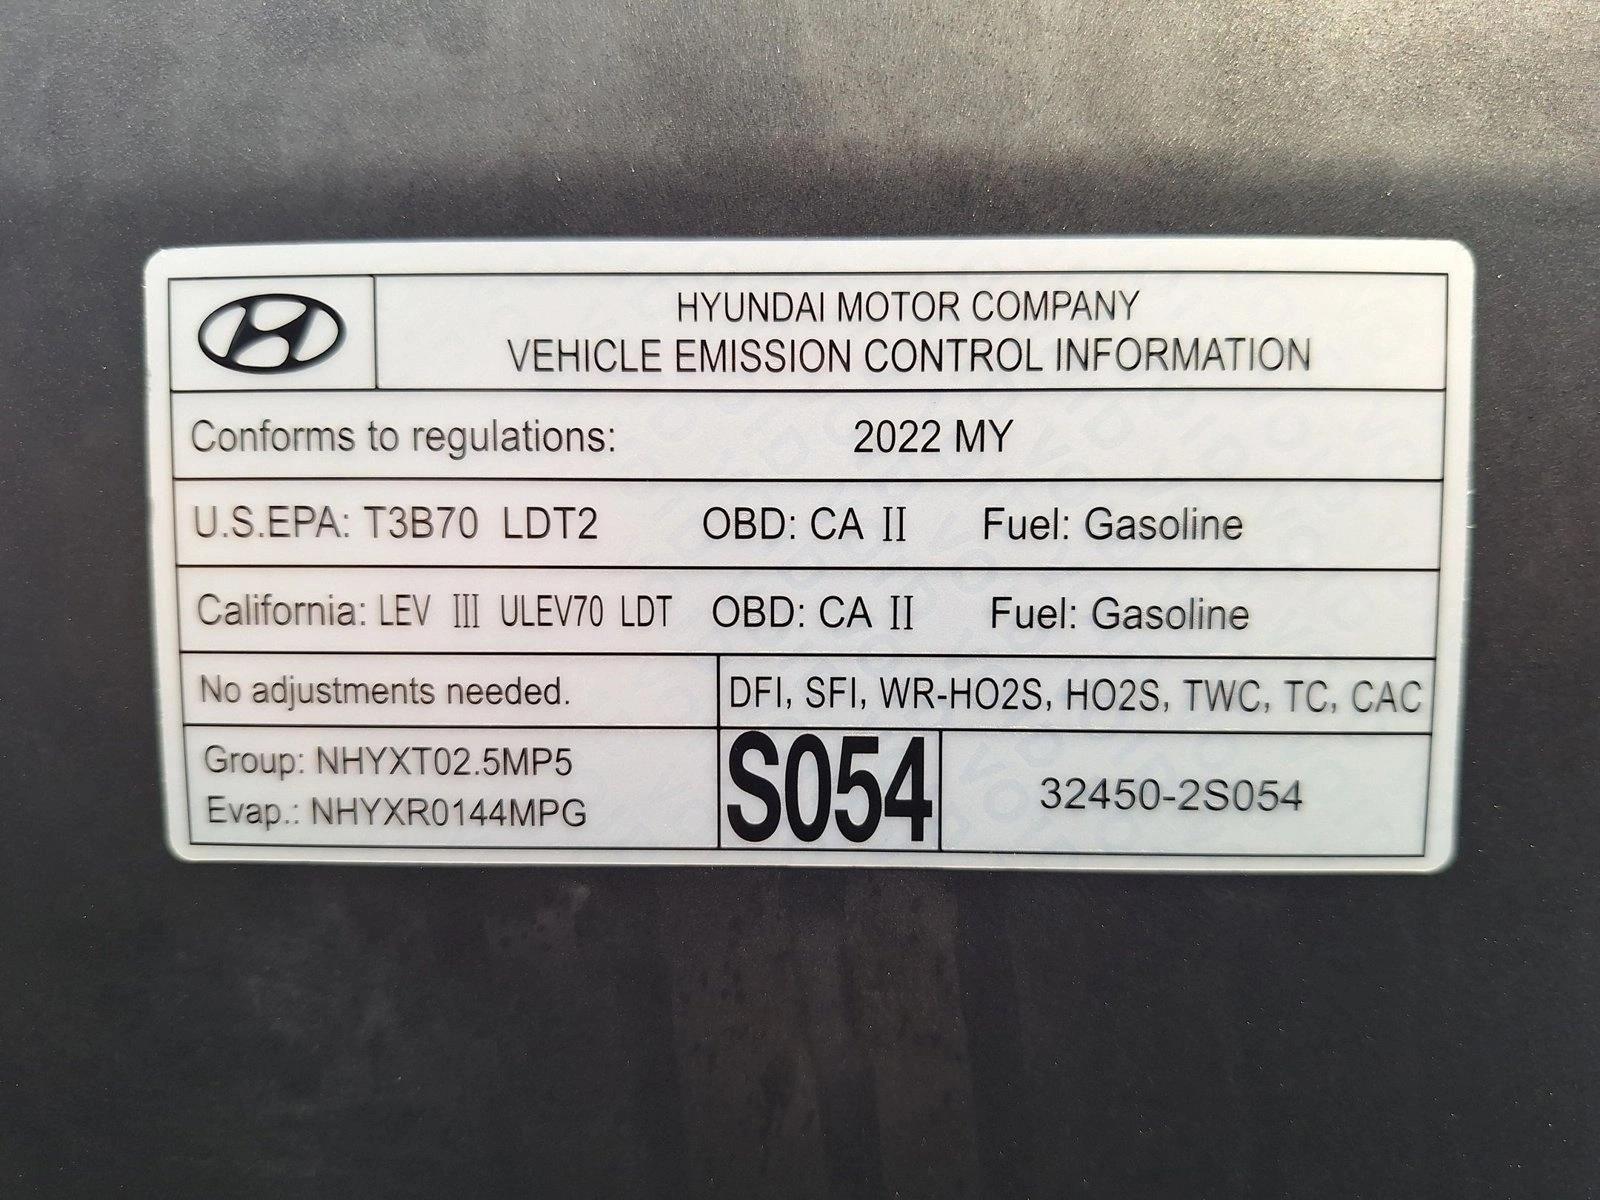 HYUNDAI MOTOR COMPANY
VEHICLE EMISSION CONTROL INFORMATION
Conforms to regulations: 2022 MY
U.S.EPA: T3B70 LDT2 OBD: CA II Fuel: Gasoline
California: LEV III ULEV70 LDT OBD: CA II Fuel: Gasoline
No adjustments needed. DFI, SFI, WR-HO2S, HO2S, TWC, TC, CAC
Group: NHYXT02.5MP5
Evap.: NHYXR0144MPG
S054
32450-2S054